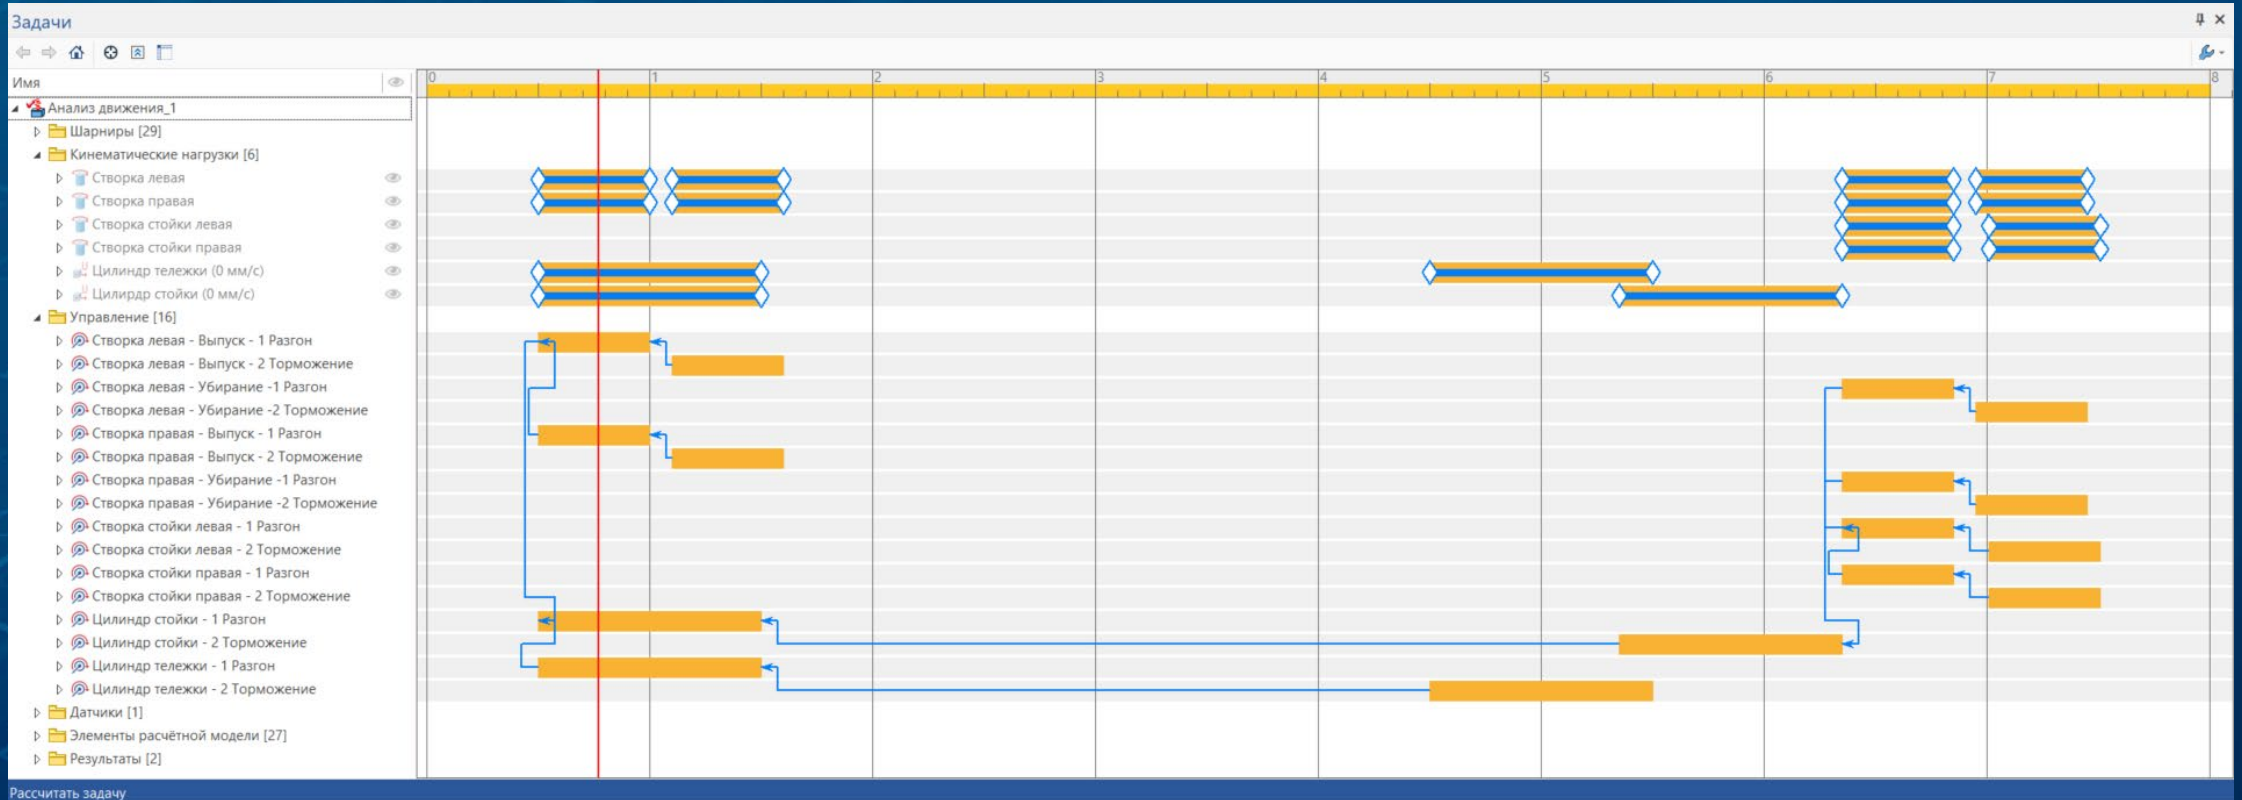 Задачи
Имя
0 1 2 3 4 5 6 7 8
Анализ движения_1
Шарниры [29]
Кинематические нагрузки [6]
Створка левая
Створка правая
Створка стойки левая
Створка стойки правая
Цилиндр тележки (0 мм/с)
Цилирдр стойки (0 мм/с)
Управление [16]
Створка левая - Выпуск - 1 Разгон
Створка левая - Выпуск - 2 Торможение
Створка левая - Убирание -1 Разгон
Створка левая - Убирание -2 Торможение
Створка правая - Выпуск - 1 Разгон
Створка правая - Выпуск - 2 Торможение
Створка правая - Убирание -1 Разгон
Створка правая - Убирание -2 Торможение
Створка стойки левая - 1 Разгон
Створка стойки левая - 2 Торможение
Створка стойки правая - 1 Разгон
Створка стойки правая - 2 Торможение
Цилиндр стойки - 1 Разгон
Цилиндр стойки - 2 Торможение
Цилиндр тележки - 1 Разгон
Цилиндр тележки - 2 Торможение
Датчики [1]
Элементы расчётной модели [27]
Результаты [2]
Рассчитать задачу